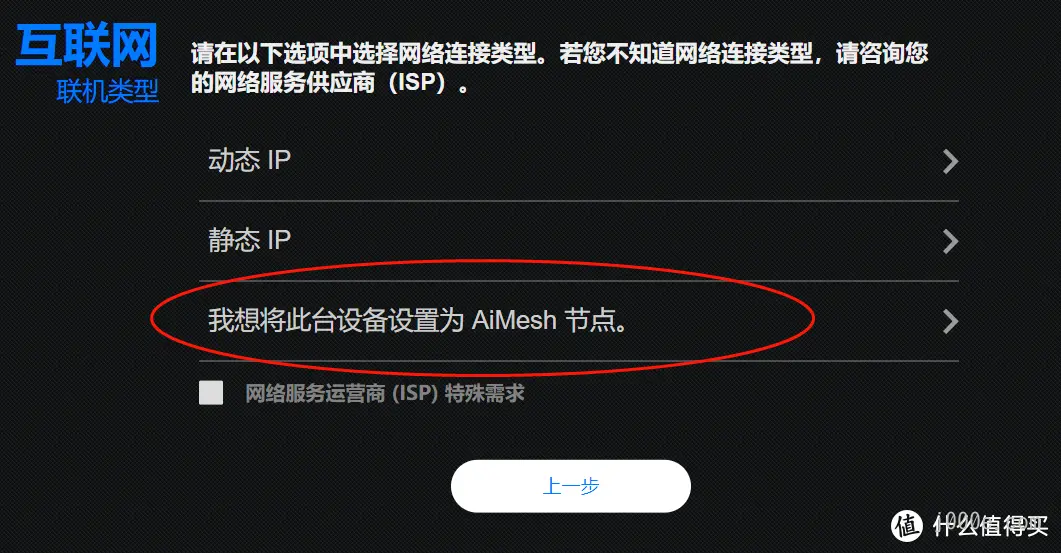 互联网
联机类型
请在以下选项中选择网络连接类型。若您不知道网络连接类型，请咨询您
的网络服务供应商（ISP）。
动态 IP
静态 IP
我想将此台设备设置为 AiMesh 节点。
网络服务运营商 (ISP) 特殊需求
上一步
值 什么值得买